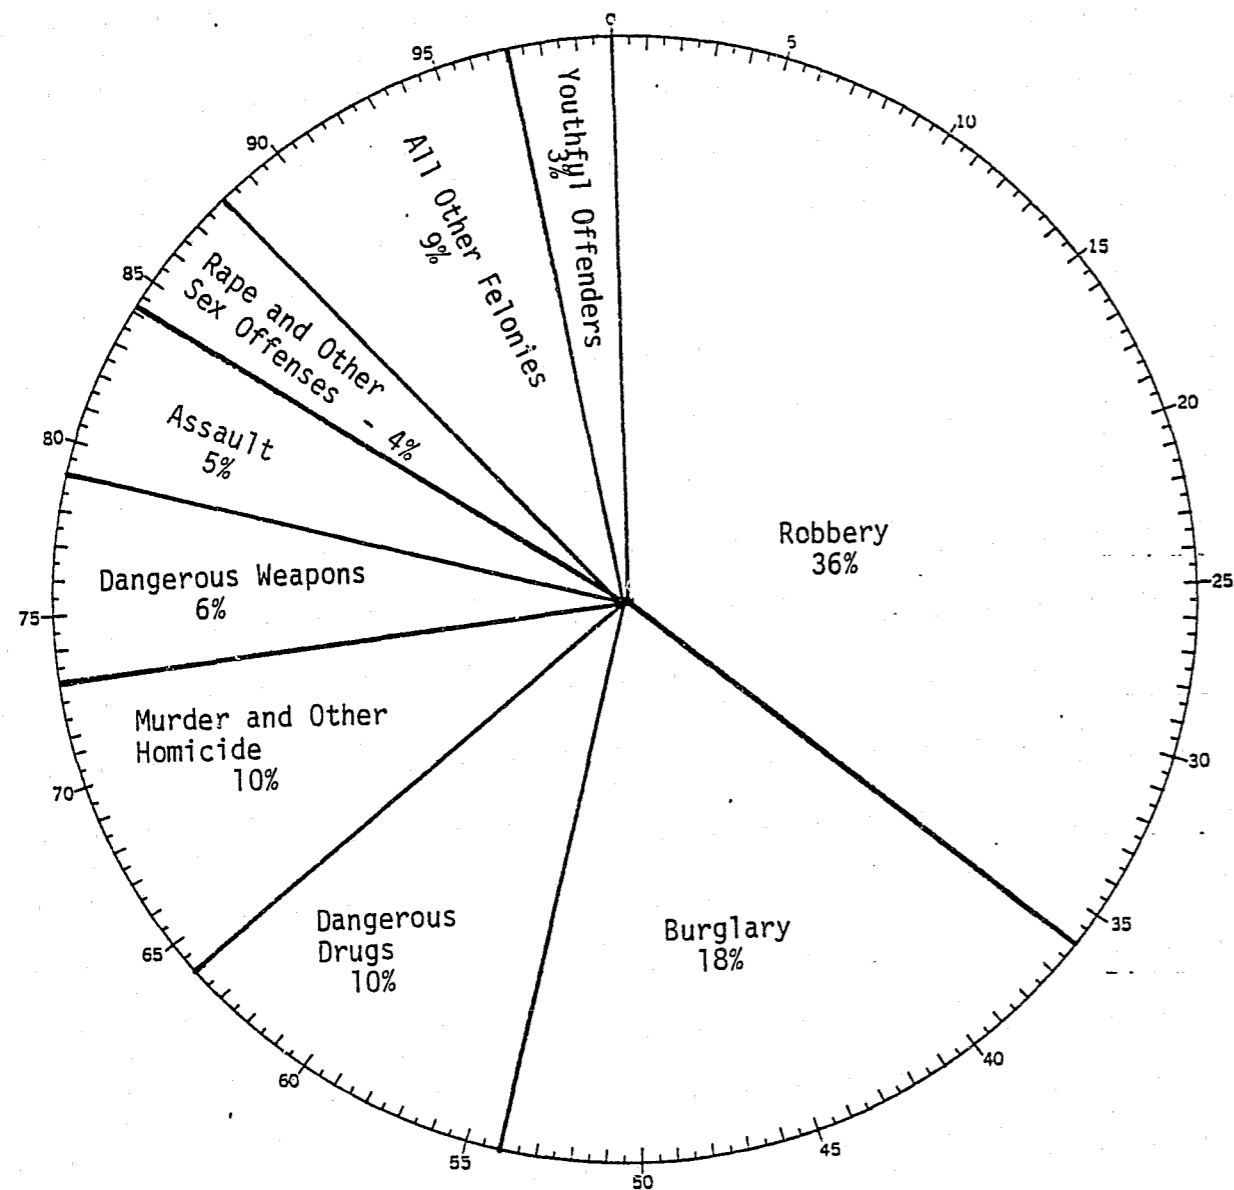 0
5
10
15
20
25
30
35
40
45
50
55
60
65
70
75
80
85
90
95
Robbery
36%
Burglary
18%
Dangerous
Drugs
10%
Murder and Other
Homicide
10%
Dangerous Weapons
6%
Assault
5%
Rape and Other
Sex Offenses - 4%
All Other Felonies
9%
Youthful Offenders
3%